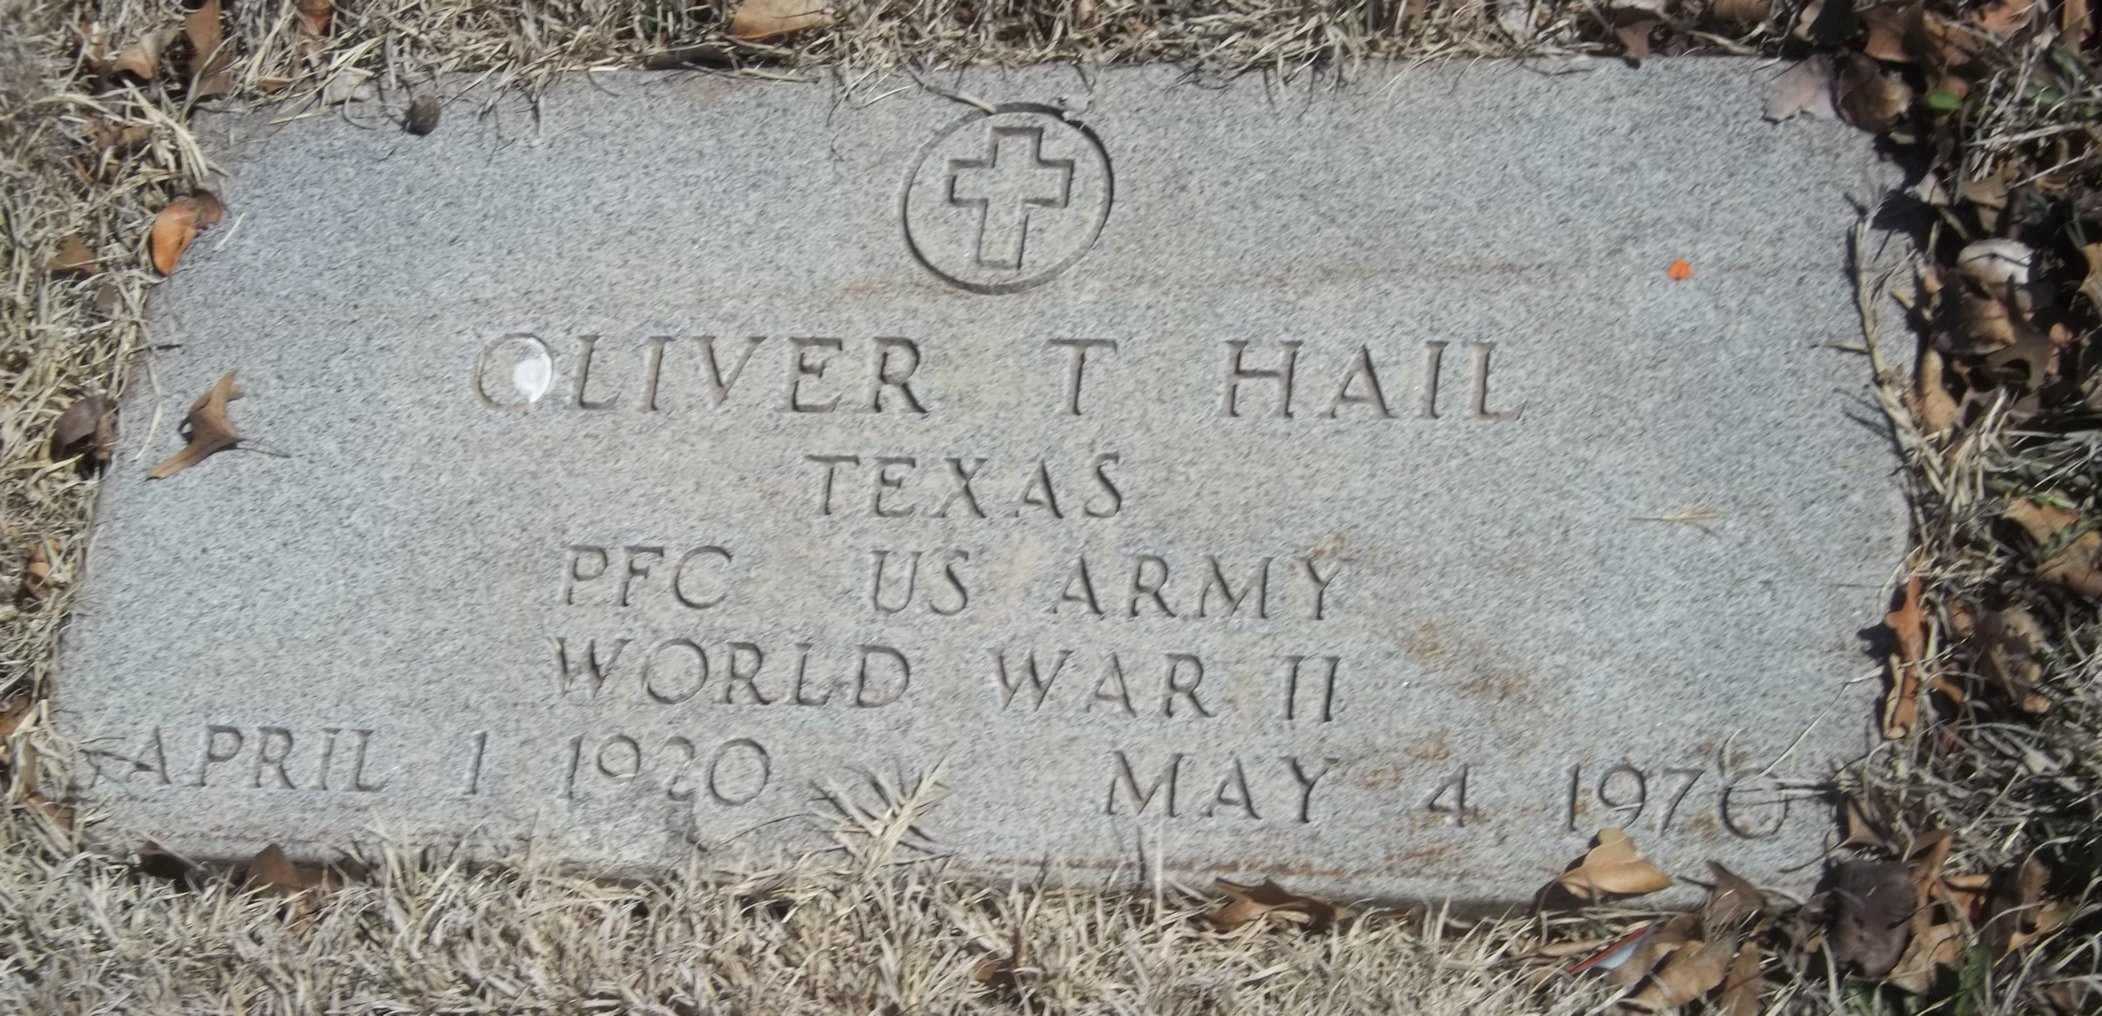 OLIVER T HAIL
TEXAS
PFC US ARMY
WORLD WAR II
APRIL 1 1920 MAY 4 1970